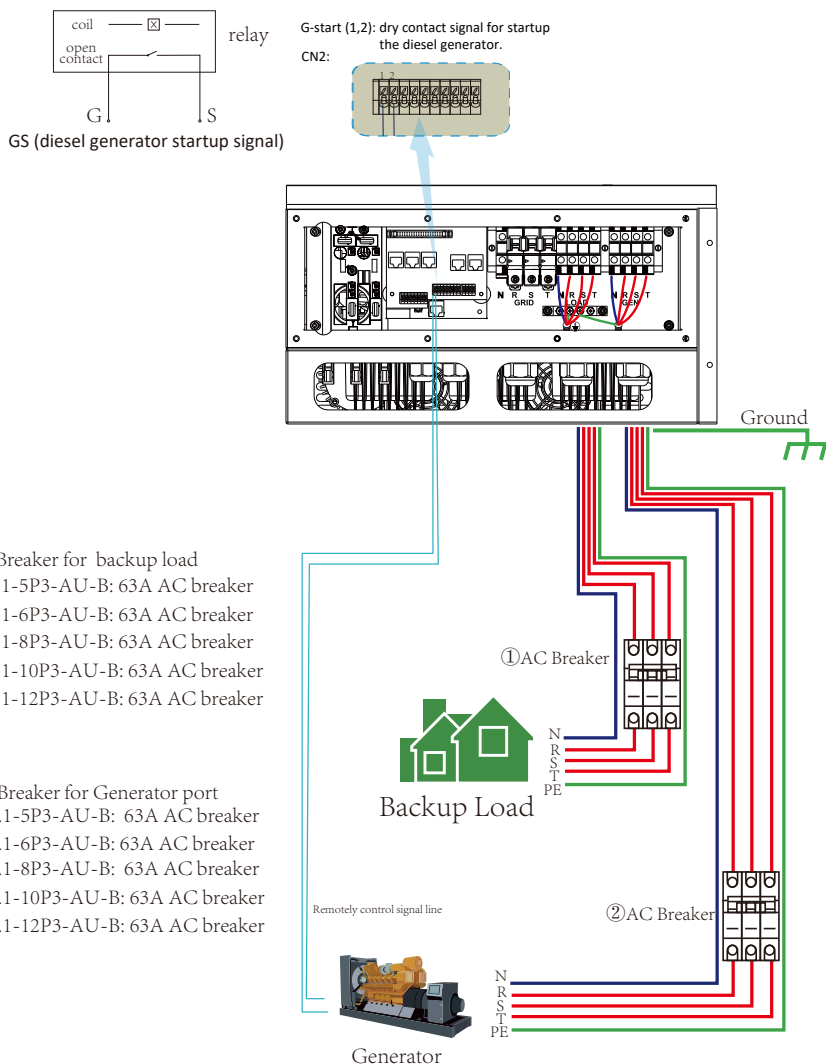 coil
open
contact
relay
G
S
GS (diesel generator startup signal)
G-start (1,2): dry contact signal for startup
the diesel generator.
CN2:
1 2
N R S T N R S T N R S T
GRID LOAD GEN
Ground
Breaker for backup load
1-5P3-AU-B: 63A AC breaker
1-6P3-AU-B: 63A AC breaker
1-8P3-AU-B: 63A AC breaker
1-10P3-AU-B: 63A AC breaker
1-12P3-AU-B: 63A AC breaker
①AC Breaker
N
R
S
T
PE
Backup Load
Breaker for Generator port
1-5P3-AU-B: 63A AC breaker
1-6P3-AU-B: 63A AC breaker
1-8P3-AU-B: 63A AC breaker
1-10P3-AU-B: 63A AC breaker
1-12P3-AU-B: 63A AC breaker
Remotely control signal line
②AC Breaker
N
R
S
T
PE
Generator